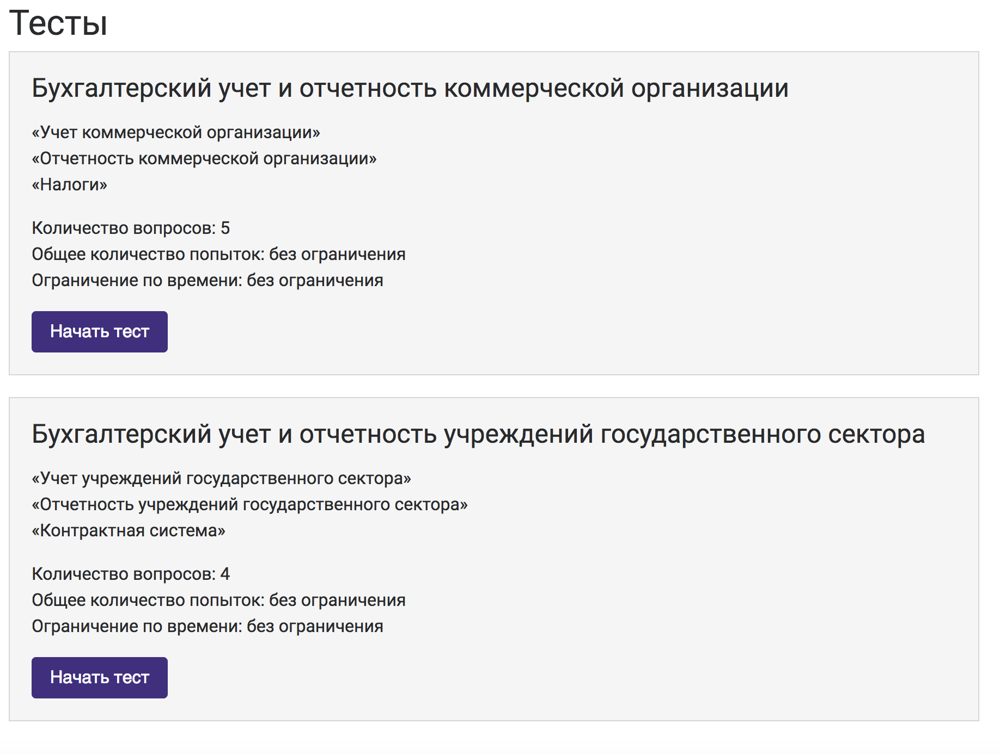 Тесты
Бухгалтерский учет и отчетность коммерческой организации
«Учет коммерческой организации»
«Отчетность коммерческой организации»
«Налоги»
Количество вопросов: 5
Общее количество попыток: без ограничения
Ограничение по времени: без ограничения
Начать тест
Бухгалтерский учет и отчетность учреждений государственного сектора
«Учет учреждений государственного сектора»
«Отчетность учреждений государственного сектора»
«Контрактная система»
Количество вопросов: 4
Общее количество попыток: без ограничения
Ограничение по времени: без ограничения
Начать тест